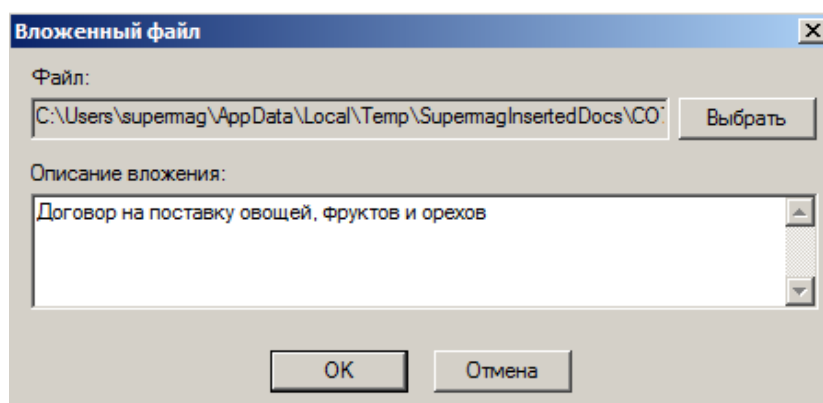 Вложенный файл
Файл:
C:\Users\supermag\AppData\Local\Temp\SupermagInsertedDocs\CO
Выбрать
Описание вложения:
Договор на поставку овощей, фруктов и орехов
OK
Отмена